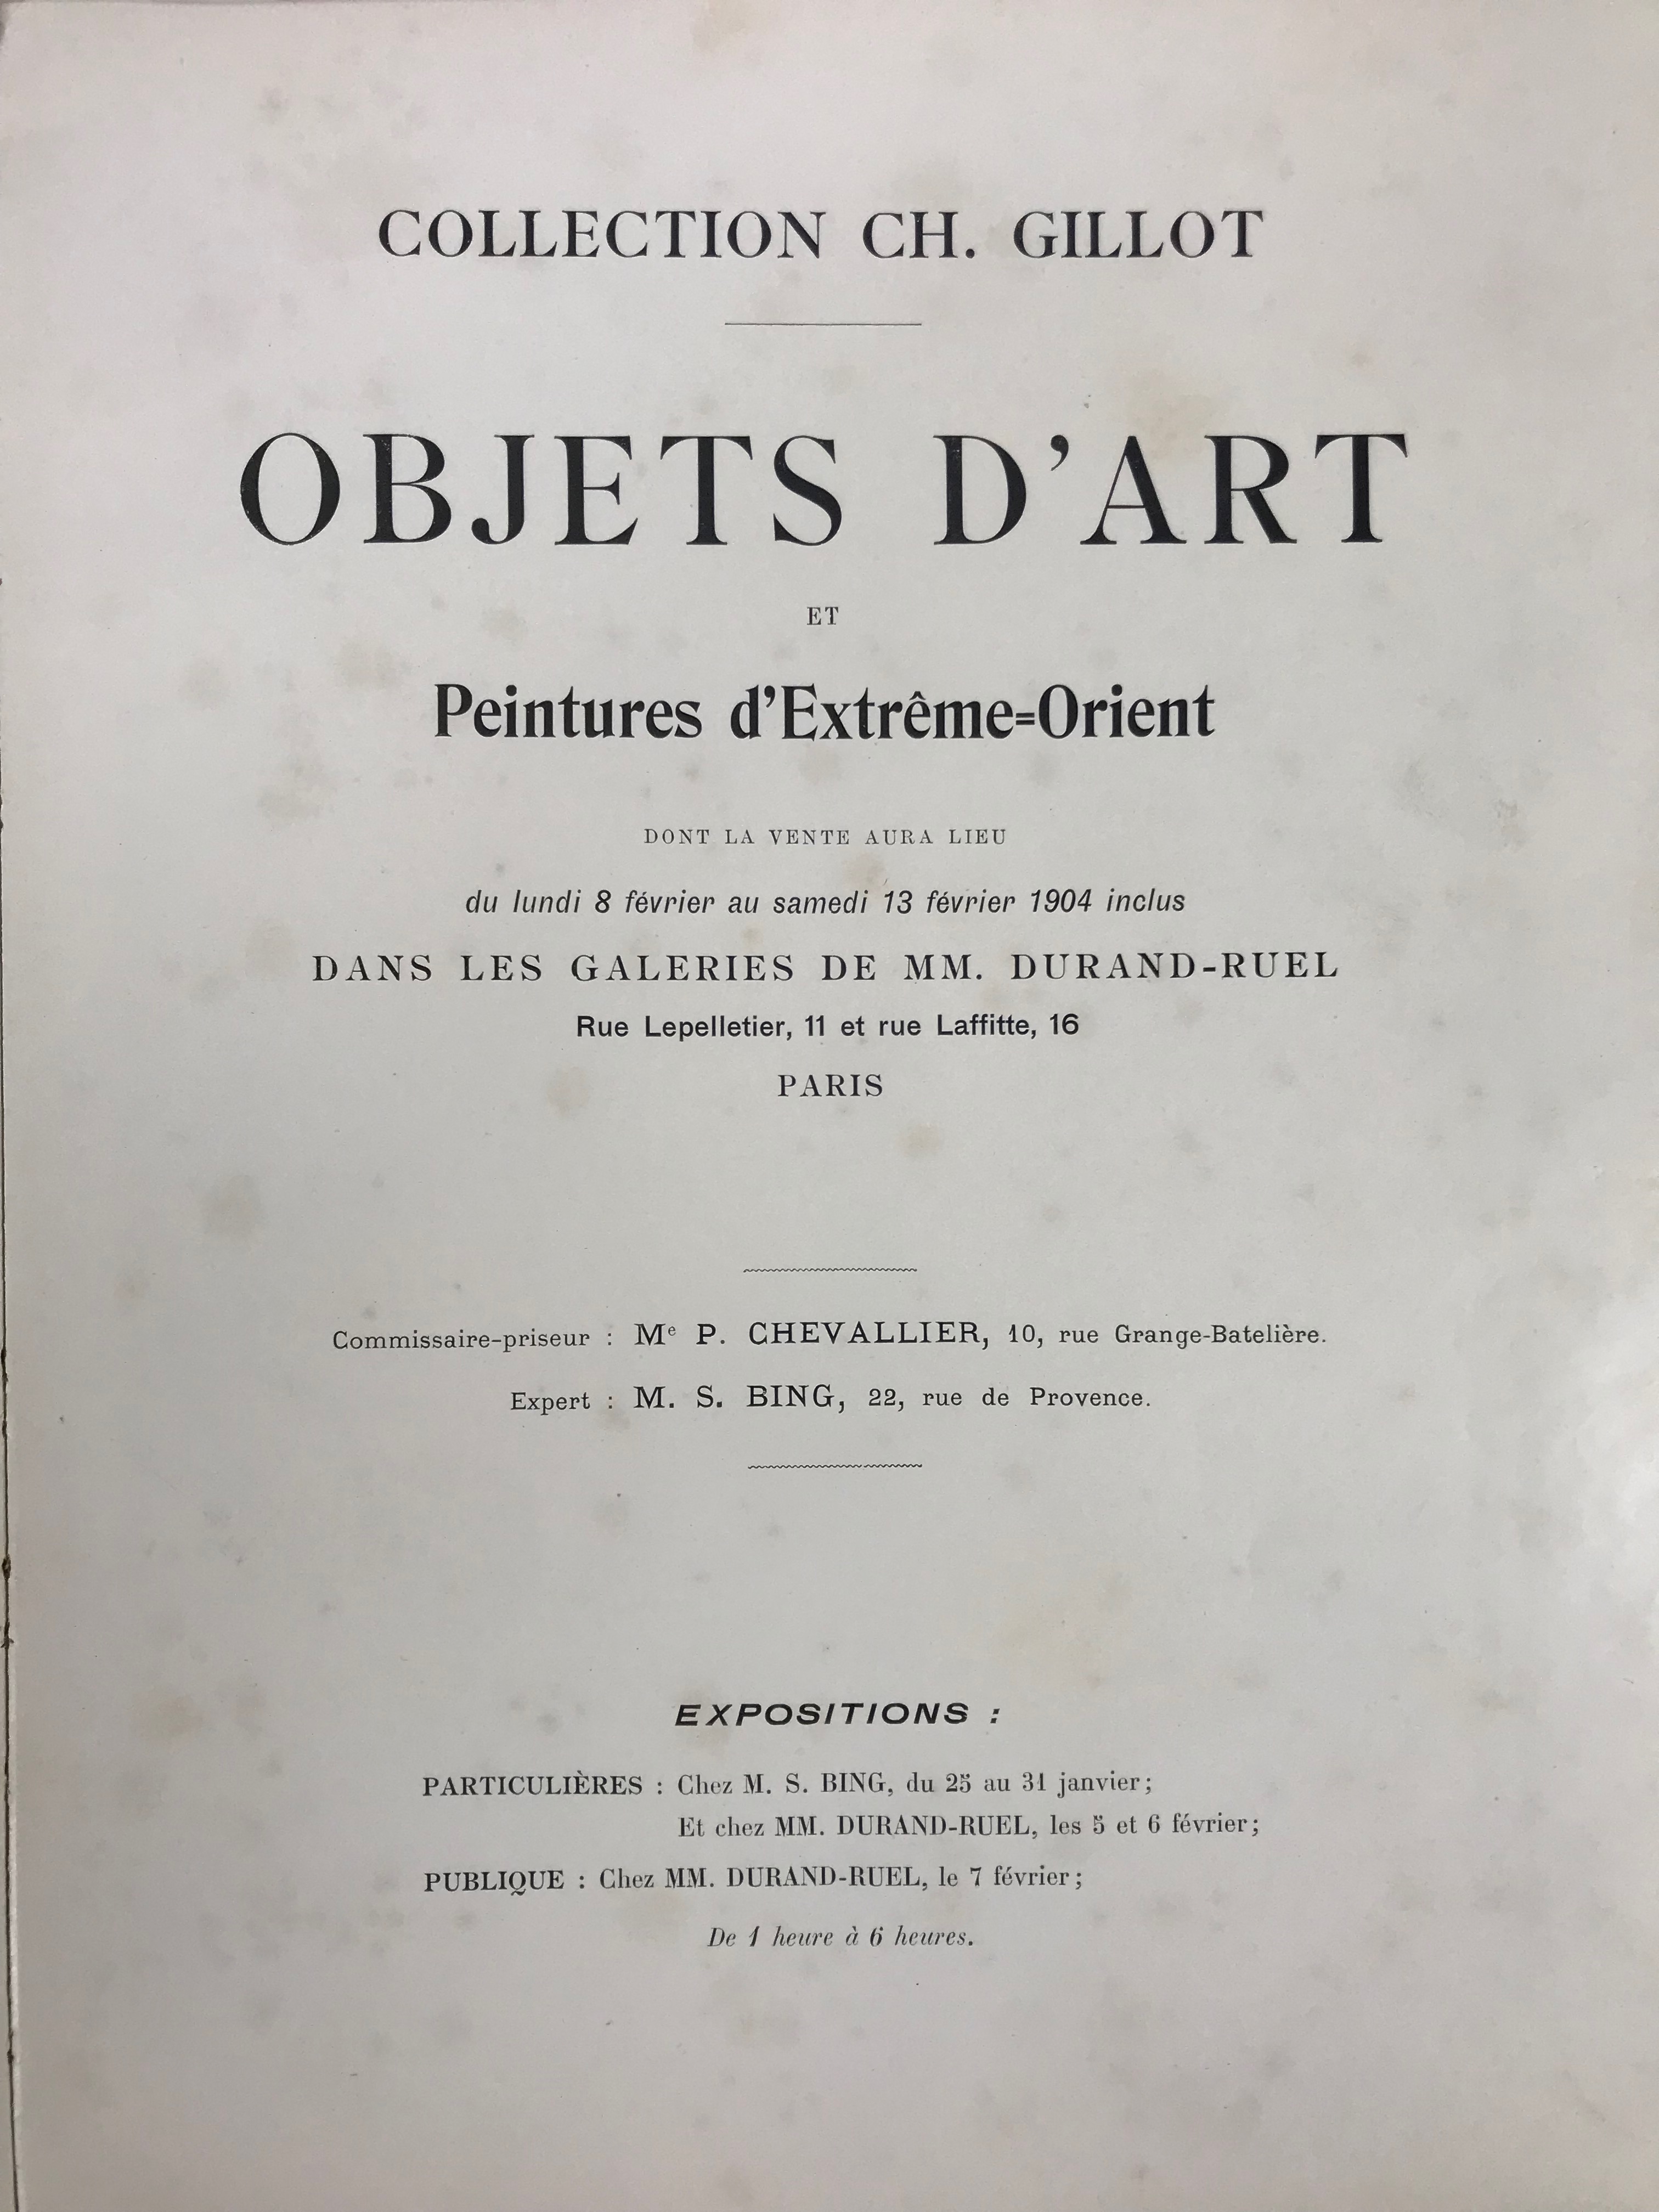 COLLECTION CH. GILLOT
OBJETS D'ART
ET
Peintures d'Extrême-Orient
DONT LA VENTE AURA LIEU
du lundi 8 février au samedi 13 février 1904 inclus
DANS LES GALERIES DE MM. DURAND-RUEL
Rue Lepelletier, 11 et rue Laffitte, 16
PARIS
Commissaire-priseur : Me P. CHEVALLIER, 10, rue Grange-Batelière.
Expert : M. S. BING, 22, rue de Provence.
EXPOSITIONS :
PARTICULIÈRES : Chez M. S. BING, du 25 au 31 janvier;
Et chez MM. DURAND-RUEL, les 5 et 6 février;
PUBLIQUE : Chez MM. DURAND-RUEL, le 7 février;
De 1 heure à 6 heures.